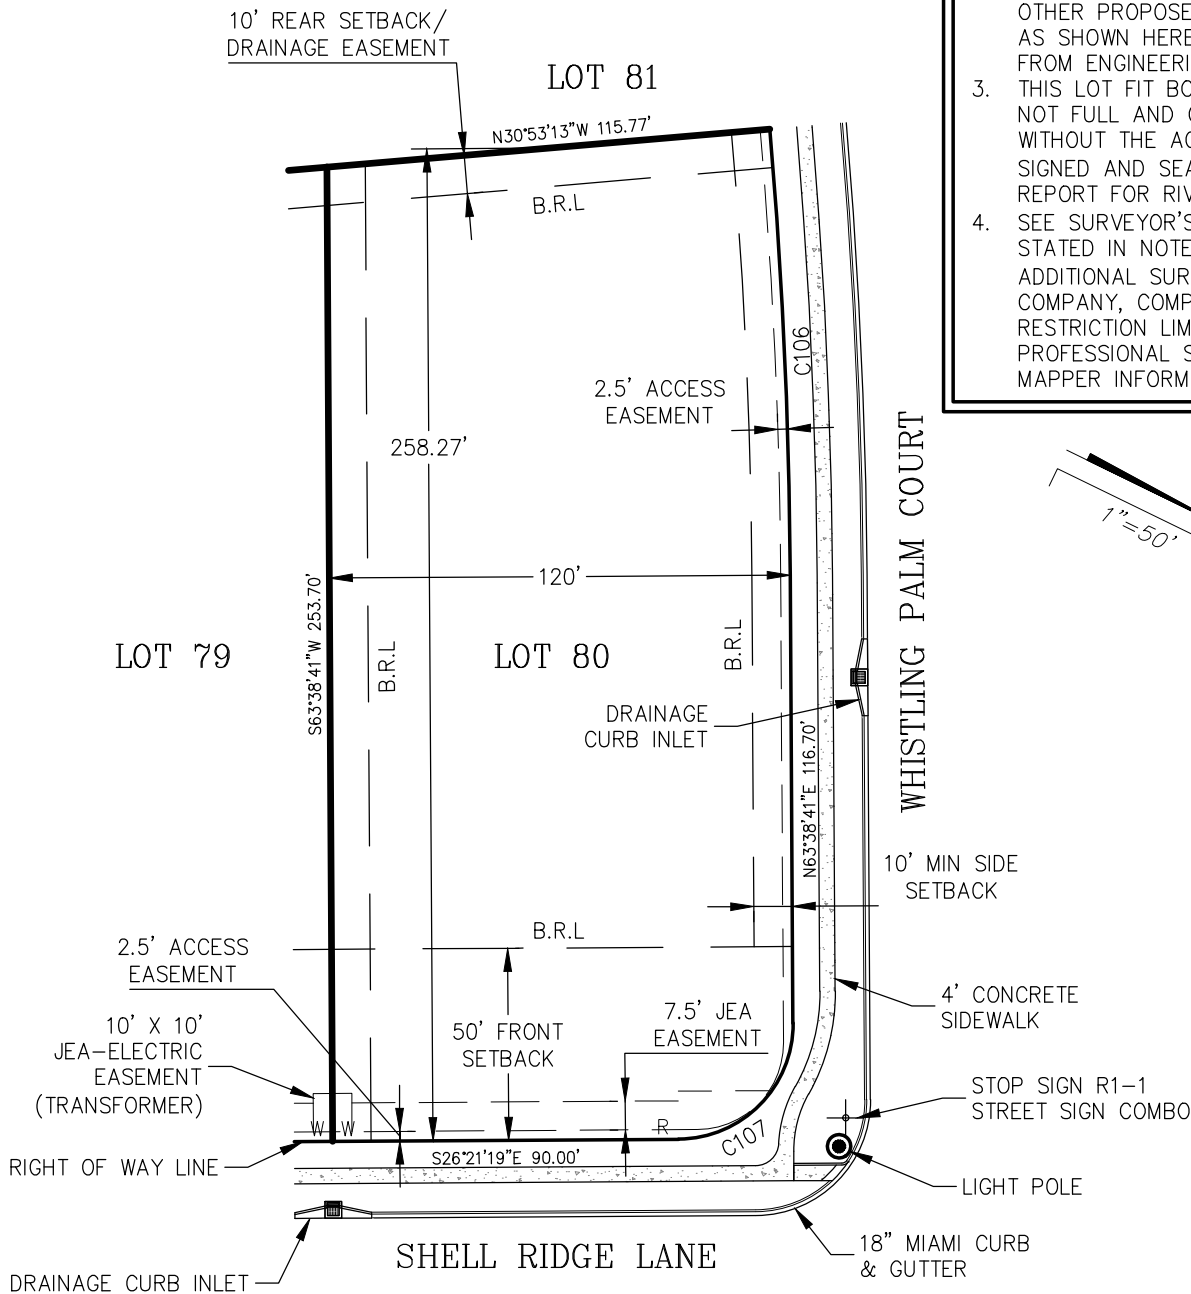 10' REAR SETBACK/
DRAINAGE EASEMENT
LOT 81
N30°53'13"W 115.77'
B.R.L
OTHER PROPOSE
AS SHOWN HERE
FROM ENGINEERI
3. THIS LOT FIT BO
NOT FULL AND
WITHOUT THE AC
SIGNED AND SEA
REPORT FOR RIV
4. SEE SURVEYOR'S
STATED IN NOTE
ADDITIONAL SUR
COMPANY, COMP
RESTRICTION LIM
PROFESSIONAL S
MAPPER INFORM
C106
2.5' ACCESS
EASEMENT
258.27'
WHISTLING PALM COURT
1"=50'
120'
S63°38'41"W 253.70'
LOT 79
B.R.L
LOT 80
B.R.L
DRAINAGE
CURB INLET
N63°38'41"E 116.70'
10' MIN SIDE
SETBACK
B.R.L
2.5' ACCESS
EASEMENT
10' X 10'
JEA-ELECTRIC
EASEMENT
(TRANSFORMER)
50' FRONT
SETBACK
7.5' JEA
EASEMENT
4' CONCRETE
SIDEWALK
STOP SIGN R1-1
STREET SIGN COMBO
W W
R
C107
RIGHT OF WAY LINE
S26°21'19"E 90.00'
LIGHT POLE
SHELL RIDGE LANE
18" MIAMI CURB
& GUTTER
DRAINAGE CURB INLET